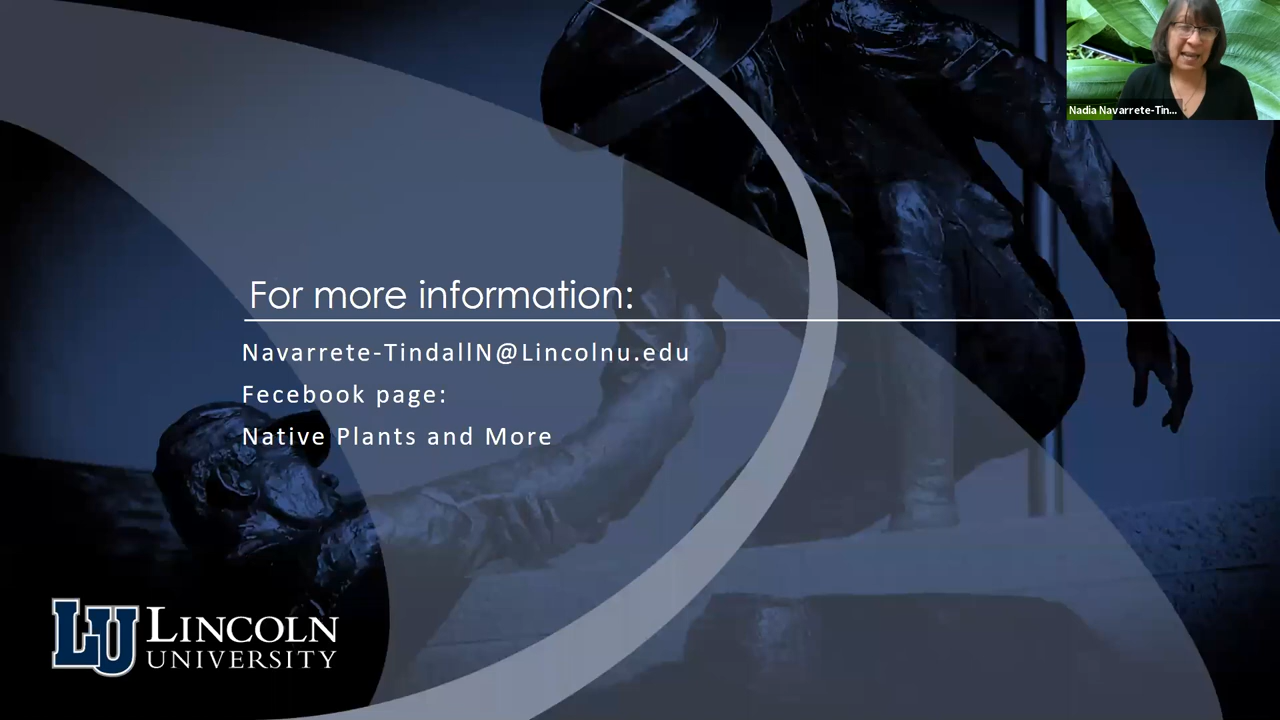 Nadia Navarrete-Tin...
For more information:
Navarrete-TindallN@Lincolnu.edu
Fecebook page:
Native Plants and More
LU LINCOLN
UNIVERSITY